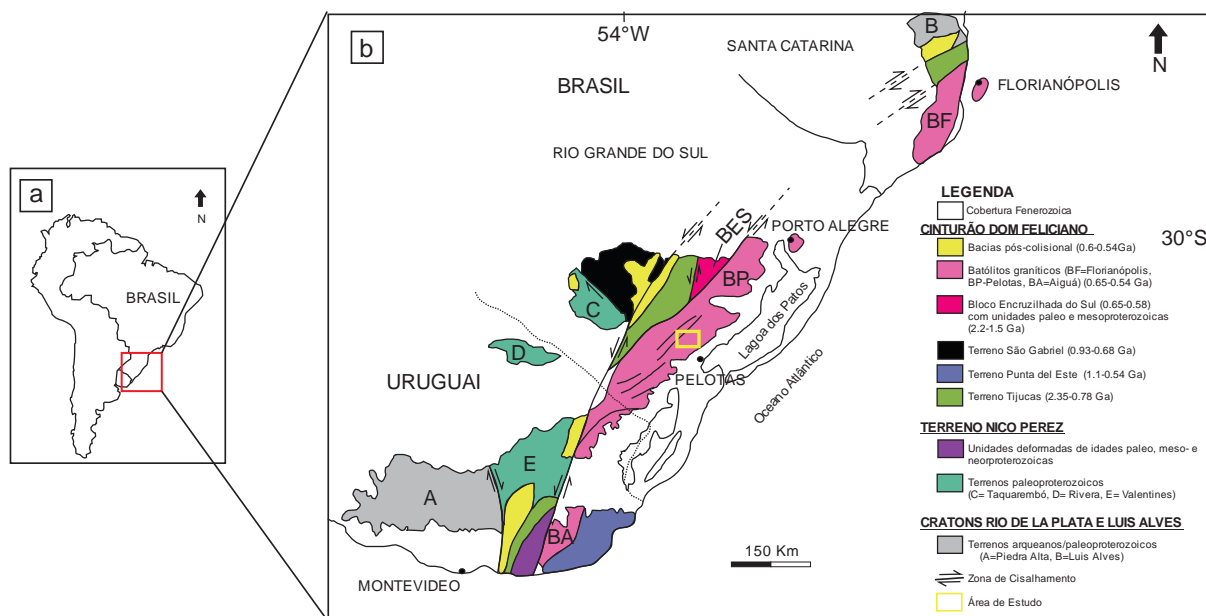 a
N
BRASIL
b
54°W
SANTA CATARINA
B
N
BRASIL
FLORIANÓPOLIS
BF
RIO GRANDE DO SUL
BES
PORTO ALEGRE
30°S
BP
C
Lagoa dos Patos
D
PELOTAS
Oceano Atlântico
URUGUAI
E
A
BA
150 Km
MONTEVIDEO
LEGENDA
Cobertura Fenerozoica
CINTURÃO DOM FELICIANO
Bacias pós-colisional (0.6-0.54Ga)
Batólitos graníticos (BF=Florianópolis,
BP-Pelotas, BA=Aiguá) (0.65-0.54 Ga)
Bloco Encruzilhada do Sul (0.65-0.58)
com unidades paleo e mesoproterozoicas
(2.2-1.5 Ga)
Terreno São Gabriel (0.93-0.68 Ga)
Terreno Punta del Este (1.1-0.54 Ga)
Terreno Tijucas (2.35-0.78 Ga)
TERRENO NICO PEREZ
Unidades deformadas de idades paleo, meso- e
neorproterozoicas
Terrenos paleoproterozoicos
(C= Taquarembó, D= Rivera, E= Valentines)
CRATONS RIO DE LA PLATA E LUIS ALVES
Terrenos arqueanos/paleoproterozoicos
(A=Piedra Alta, B=Luis Alves)
Zona de Cisalhamento
Área de Estudo